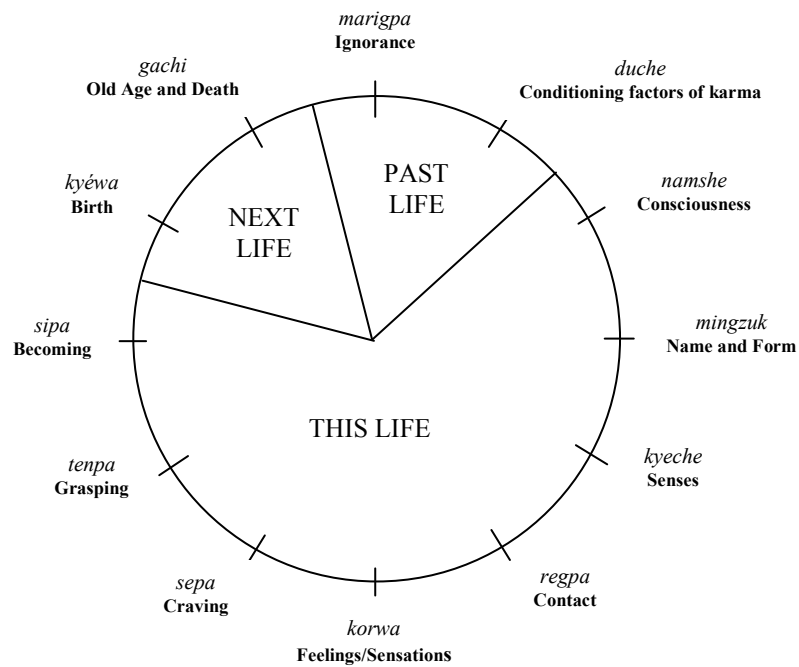 marigpa
Ignorance
duche
Conditioning factors of karma
namshe
Consciousness
mingzuk
Name and Form
kyeche
Senses
regpa
Contact
korwa
Feelings/Sensations
sepa
Craving
tenpa
Grasping
sipa
Becoming
kyéwa
Birth
gachi
Old Age and Death
PAST
LIFE
THIS LIFE
NEXT
LIFE